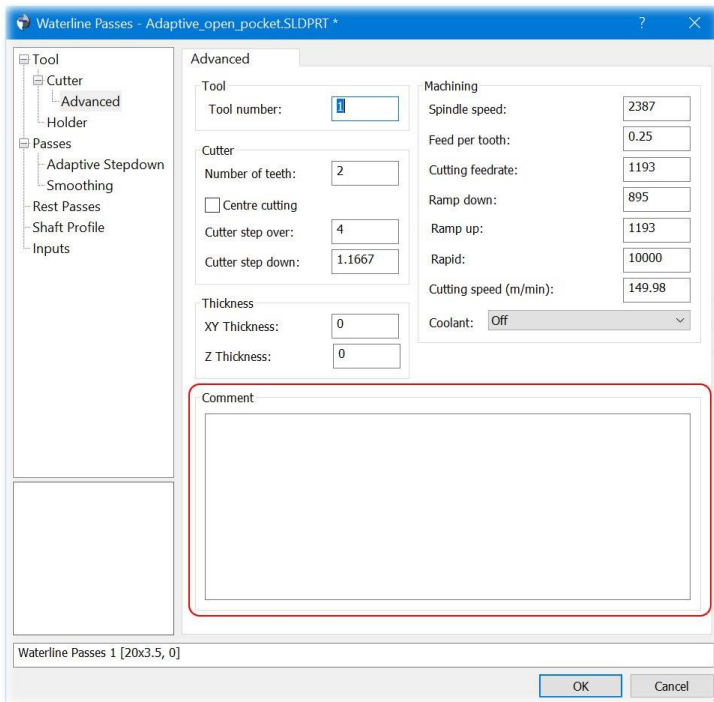 Waterline Passes - Adaptive_open_pocket.SLDPRT *
Tool
Cutter
Advanced
Holder
Passes
Adaptive Stepdown
Smoothing
Rest Passes
Shaft Profile
Inputs
Advanced
Tool
Tool number: 1
Cutter
Number of teeth: 2
Centre cutting
Cutter step over: 4
Cutter step down: 1.1667
Thickness
XY Thickness: 0
Z Thickness: 0
Machining
Spindle speed: 2387
Feed per tooth: 0.25
Cutting feedrate: 1193
Ramp down: 895
Ramp up: 1193
Rapid: 10000
Cutting speed (m/min): 149.98
Coolant: Off
Comment
Waterline Passes 1 [20x3.5, 0]
OK Cancel